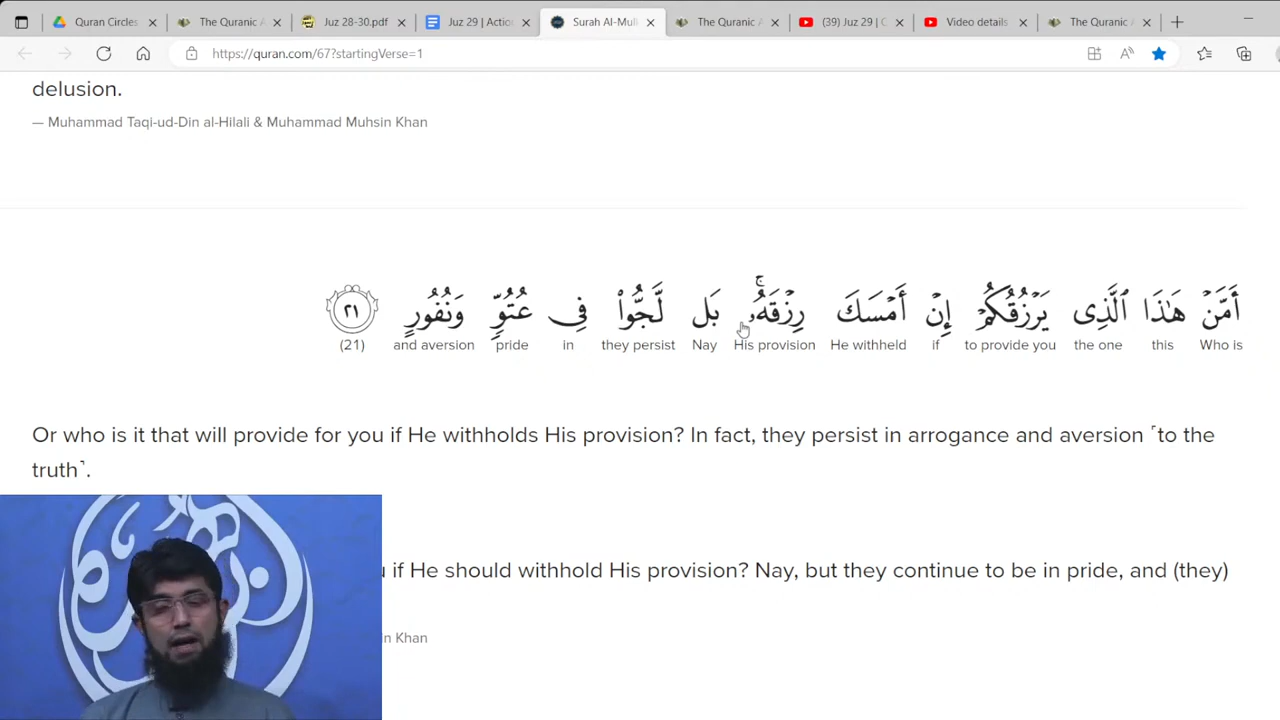 Quran Circles
The Quranic A
Juz 28-30.pdf
Juz 29 | Actio
Surah Al-Mul
The Quranic A
(39) Juz 29 | C
Video details
The Quranic A
https://quran.com/67?startingVerse=1
delusion.
— Muhammad Taqi-ud-Din al-Hilali & Muhammad Muhsin Khan
أَمَّنْ هَـٰذَا ٱلَّذِى يَرْزُقُكُمْ إِنْ أَمْسَكَ رِزْقَهُۥ ۚ بَل لَّجُّوا۟ فِى عُتُوٍّ وَنُفُورٍ ٢١
(21) and aversion pride in they persist Nay His provision He withheld if to provide you the one this Who is
Or who is it that will provide for you if He withholds His provision? In fact, they persist in arrogance and aversion ˹to the
truth˺.
if He should withhold His provision? Nay, but they continue to be in pride, and (they)
in Khan